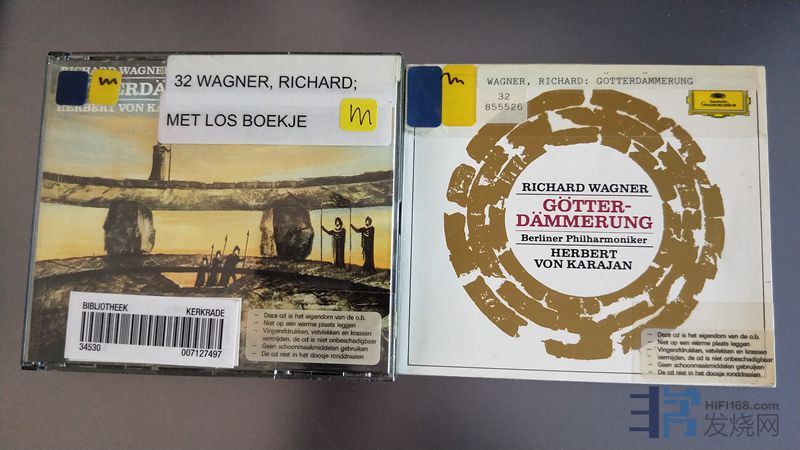 RICHARD WAGNER
HERBERT VON KARA
m
32 WAGNER, RICHARD;
MET LOS BOEKJE
m
BIBLIOTHEEK KERKRADE
34530 007127497
– Deze cd is het eigendom van de o.b.
– Niet op een warme plaats leggen
– Vingerafdrukken, vetvlekken en krassen
vermijden, de cd is niet onbeschadigbaar
– Geen schoonmaakmiddelen gebruiken
– De cd niet in het doosje ronddraaien
m
WAGNER, RICHARD: GÖTTERDÄMMERUNG
32
855526
Deutsche
Grammophon
RICHARD WAGNER
GÖTTER-
DÄMMERUNG
Berliner Philharmoniker
HERBERT
VON KARAJAN
– Deze cd is het eigendom van de o.b.
– Niet op een warme plaats leggen
– Vingerafdrukken, vetvlekken en krassen
vermijden, de cd is niet onbeschadigbaar
– Geen schoonmaakmiddelen gebruiken
– De cd niet in het doosje ronddraaien
HIFI168.com
发烧网